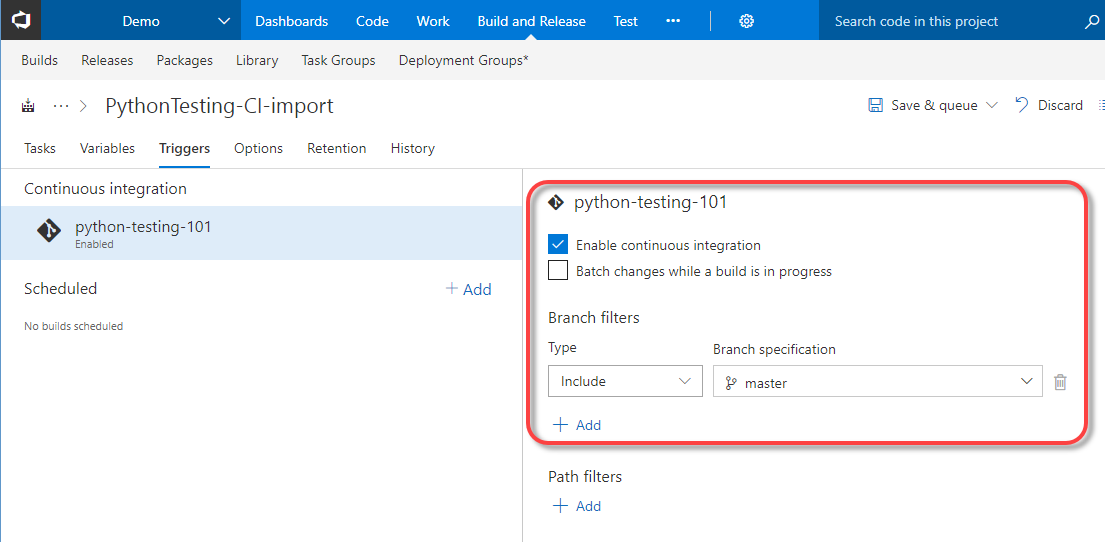 Demo Dashboards Code Work Build and Release Test ••• Search code in this project
Builds Releases Packages Library Task Groups Deployment Groups*
··· > PythonTesting-CI-import Save & queue Discard
Tasks Variables Triggers Options Retention History
Continuous integration
python-testing-101
Enabled
Scheduled + Add
No builds scheduled
python-testing-101
Enable continuous integration
Batch changes while a build is in progress
Branch filters
Type Branch specification
Include master
+ Add
Path filters
+ Add